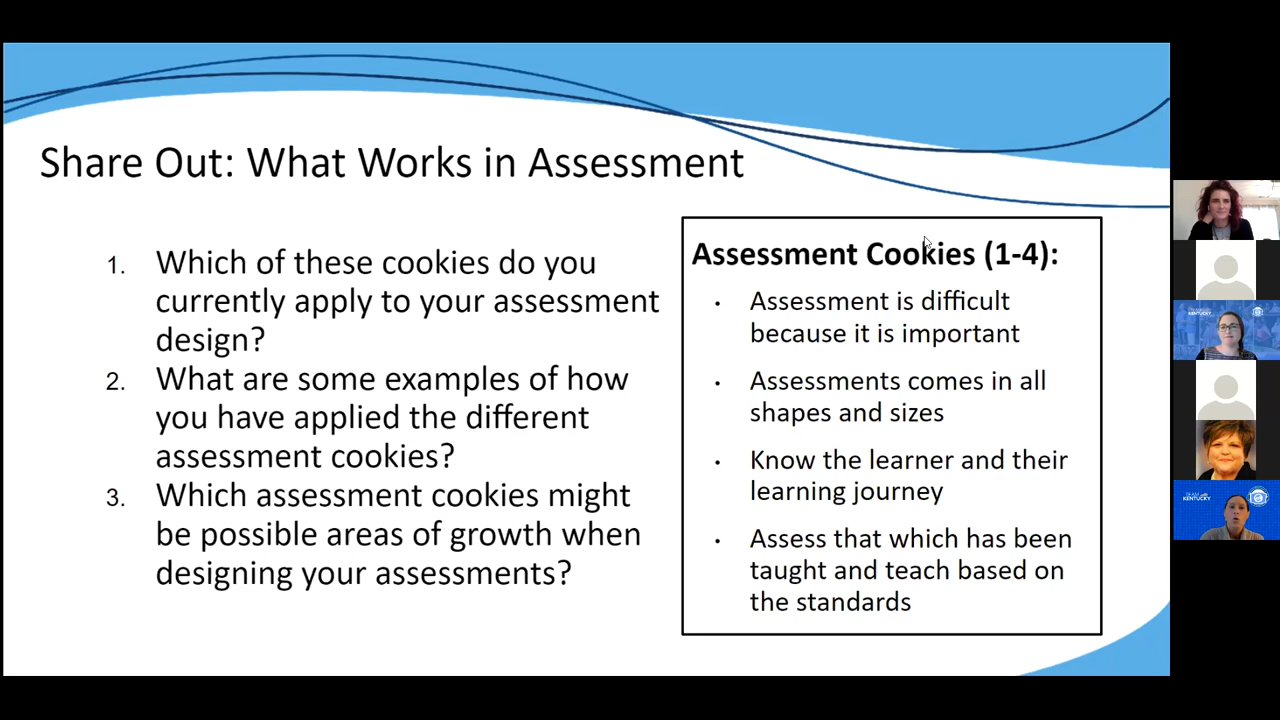 Share Out: What Works in Assessment
1. Which of these cookies do you
currently apply to your assessment
design?
2. What are some examples of how
you have applied the different
assessment cookies?
3. Which assessment cookies might
be possible areas of growth when
designing your assessments?
Assessment Cookies (1-4):
• Assessment is difficult
because it is important
• Assessments comes in all
shapes and sizes
• Know the learner and their
learning journey
• Assess that which has been
taught and teach based on
the standards
KENTUCKY
TEAM
KENTUCKY